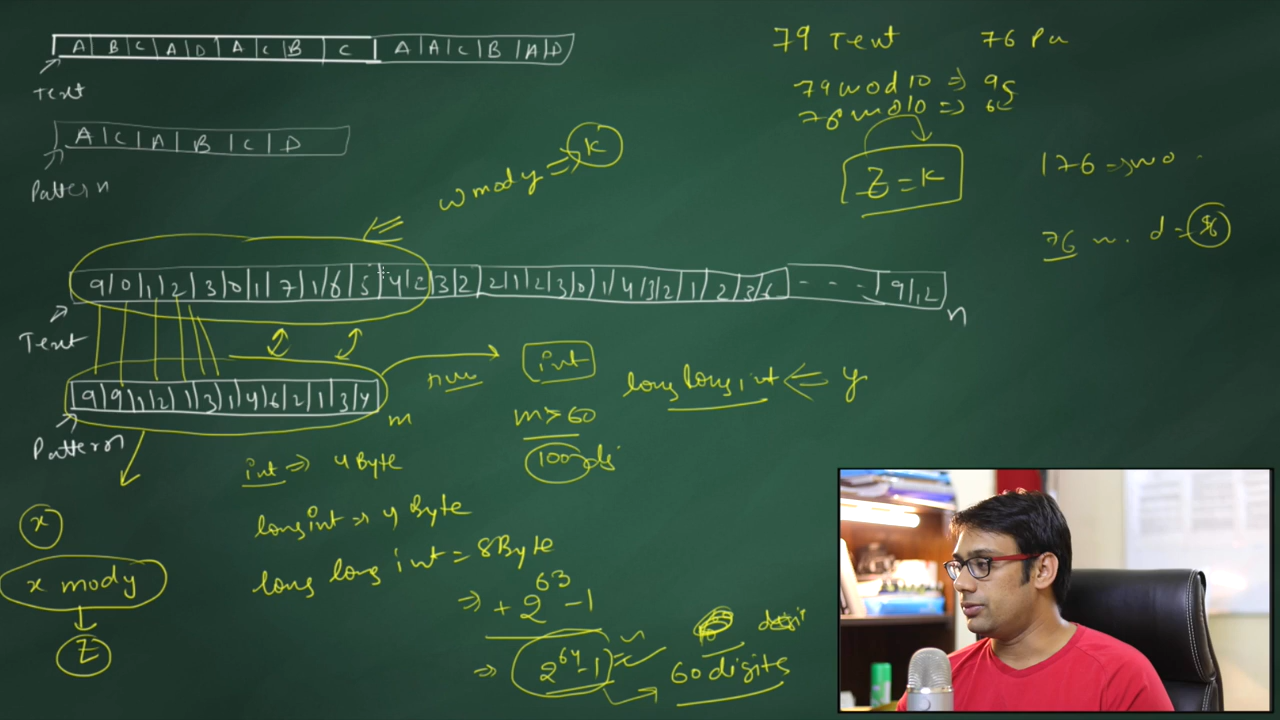 A B C A D A C B C A A C B A D
Text
A C A B C D
Pattern
79 Text 76 Pa
79 mod 10 => 9
76 mod 10 => 6
Z = K
176 =>
76
w mod y => K
9 0 1 2 3 0 1 7 1 6 5 4 2 3 2 2 1 2 3 0 1 4 3 2 1 2 3 6 - - - 9 1 2
n
Text
9 9 1 2 1 3 1 4 6 2 1 3 4
m
Pattern
num
int
long long int <= y
m > 60
100
int => 4 Byte
long int => 4 Byte
long long int = 8 Byte
=> + 2^63 - 1
=> 2^64 - 1
60 digits
x
x mod y
Z